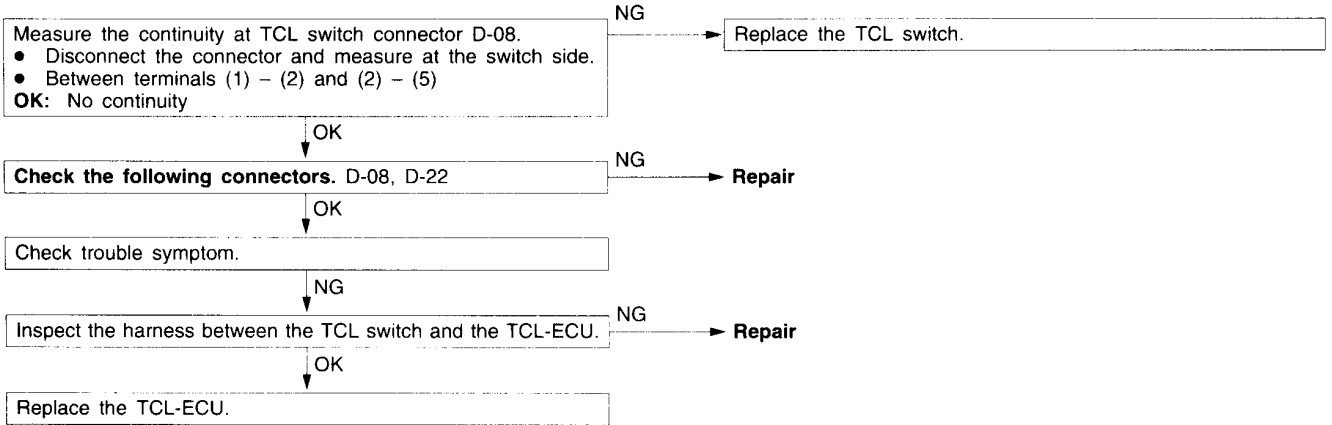 NG
Measure the continuity at TCL switch connector D-08.
● Disconnect the connector and measure at the switch side.
● Between terminals (1) – (2) and (2) – (5)
OK: No continuity
Replace the TCL switch.
OK
NG
Check the following connectors. D-08, D-22
Repair
OK
Check trouble symptom.
NG
NG
Inspect the harness between the TCL switch and the TCL-ECU.
Repair
OK
Replace the TCL-ECU.